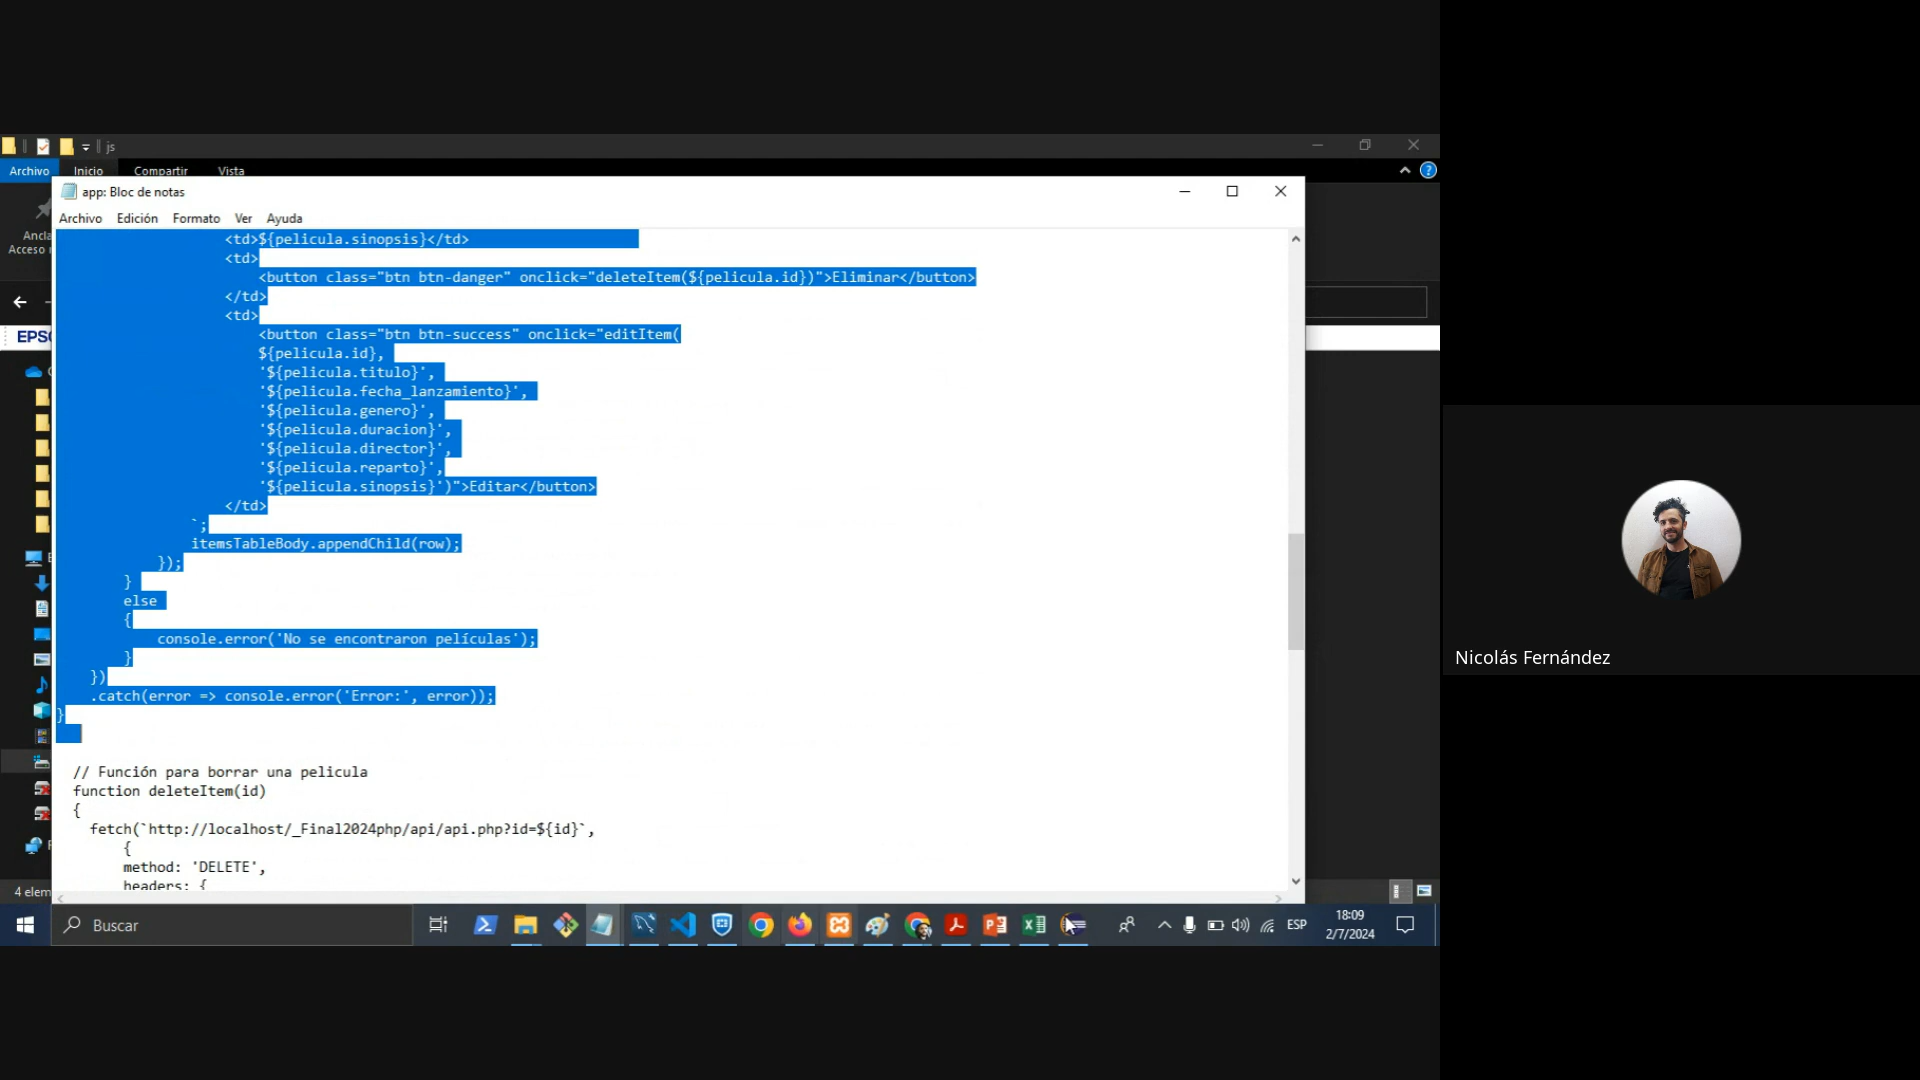 js
Archivo Inicio Compartir Vista
app: Bloc de notas
Archivo Edición Formato Ver Ayuda
Ancla
Acceso
EPSO
<td>${pelicula.sinopsis}</td>
<td>
<button class="btn btn-danger" onclick="deleteItem(${pelicula.id})">Eliminar</button>
</td>
<td>
<button class="btn btn-success" onclick="editItem(
${pelicula.id},
'${pelicula.titulo}',
'${pelicula.fecha_lanzamiento}',
'${pelicula.genero}',
'${pelicula.duracion}',
'${pelicula.director}',
'${pelicula.reparto}',
'${pelicula.sinopsis}')">Editar</button>
</td>
`;
itemsTableBody.appendChild(row);
});
}
else
{
console.error('No se encontraron películas');
}
})
.catch(error => console.error('Error:', error));
}
// Función para borrar una pelicula
function deleteItem(id)
{
fetch(`http://localhost/_Final2024php/api/api.php?id=${id}`,
{
method: 'DELETE',
headers: {
4 elem
Buscar
ESP
18:09
2/7/2024
Nicolás Fernández